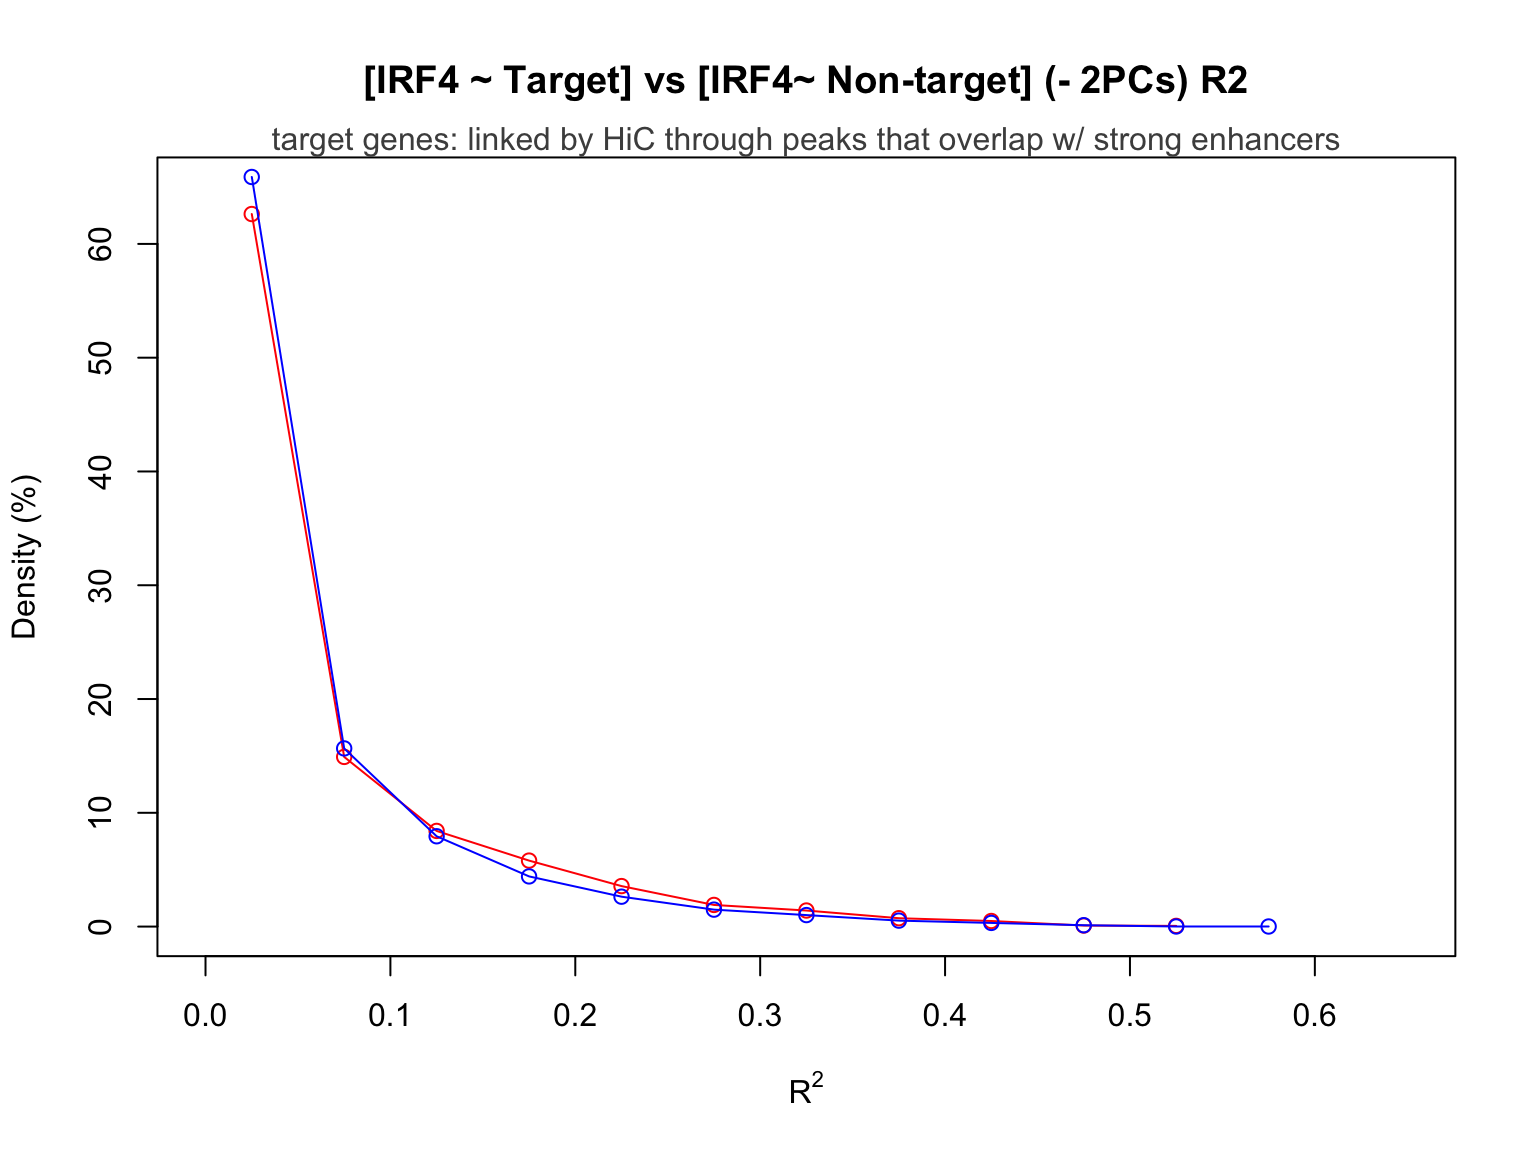 [IRF4 ~ Target] vs [IRF4~ Non-target] (- 2PCs) R2
target genes: linked by HiC through peaks that overlap w/ strong enhancers
Density (%)
60
50
40
30
20
10
0
0.0 0.1 0.2 0.3 0.4 0.5 0.6
R²